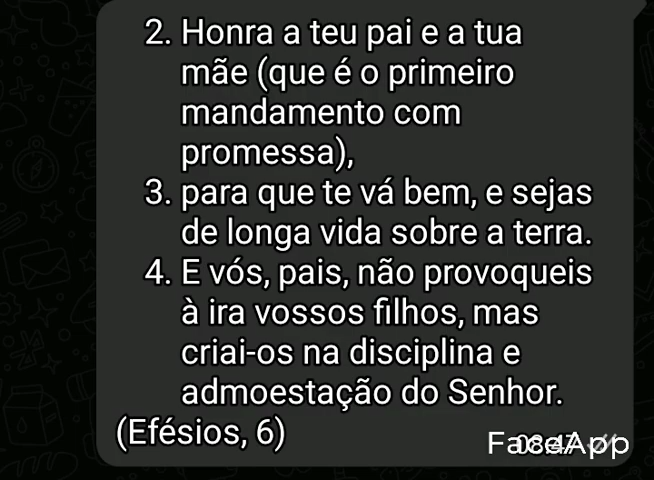 2. Honra a teu pai e a tua
mãe (que é o primeiro
mandamento com
promessa),
3. para que te vá bem, e sejas
de longa vida sobre a terra.
4. E vós, pais, não provoqueis
à ira vossos filhos, mas
criai-os na disciplina e
admoestação do Senhor.
(Efésios, 6)
FaceApp